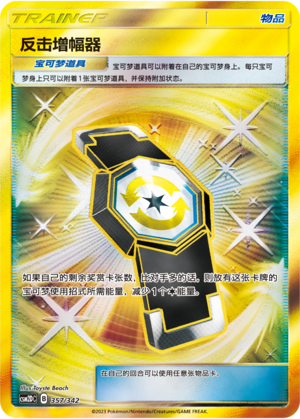 TRAINER
物品
反击增幅器
宝可梦道具
宝可梦道具可以附着在自己的宝可梦身上。每只宝
可梦身上只可以附着1张宝可梦道具，并保持附加状态。
如果自己的剩余奖赏卡张数，比对手多的话，则放有这张卡牌的
宝可梦使用招式所需能量，减少1个能量。
在自己的回合可以使用任意张物品卡。
Illus. Toyste Beach
CSM2D C B 357/342
©2023 Pokémon/Nintendo/Creatures/GAME FREAK.